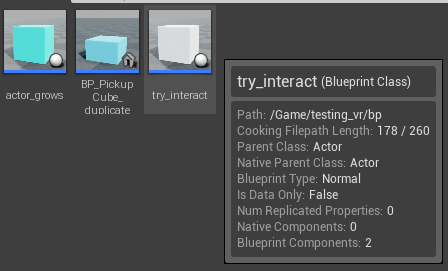 actor_grows
BP_Pickup
Cube_
duplicate
try_interact
try_interact (Blueprint Class)
Path: /Game/testing_vr/bp
Cooking Filepath Length: 178 / 260
Parent Class: Actor
Native Parent Class: Actor
Blueprint Type: Normal
Is Data Only: False
Num Replicated Properties: 0
Native Components: 0
Blueprint Components: 2